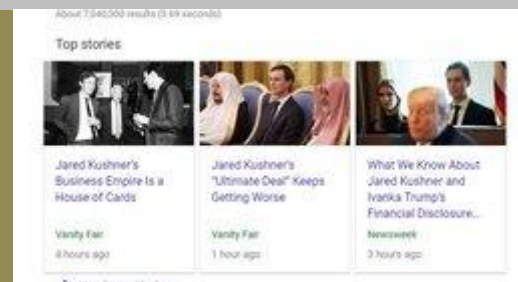 About 7,040,000 results (0.69 seconds)
Top stories
Jared Kushner's
Business Empire Is a
House of Cards
Vanity Fair
8 hours ago
Jared Kushner's
"Ultimate Deal" Keeps
Getting Worse
Vanity Fair
1 hour ago
What We Know About
Jared Kushner and
Ivanka Trump's
Financial Disclosure...
Newsweek
3 hours ago